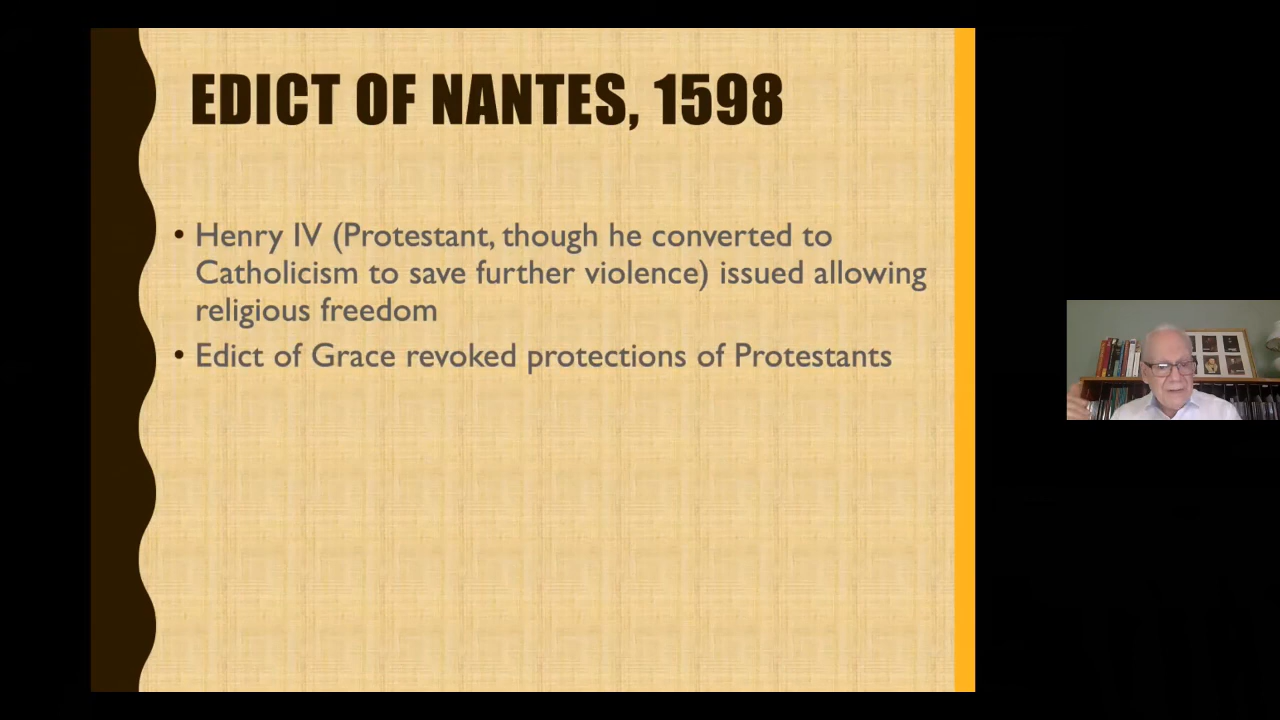 EDICT OF NANTES, 1598
• Henry IV (Protestant, though he converted to
Catholicism to save further violence) issued allowing
religious freedom
• Edict of Grace revoked protections of Protestants